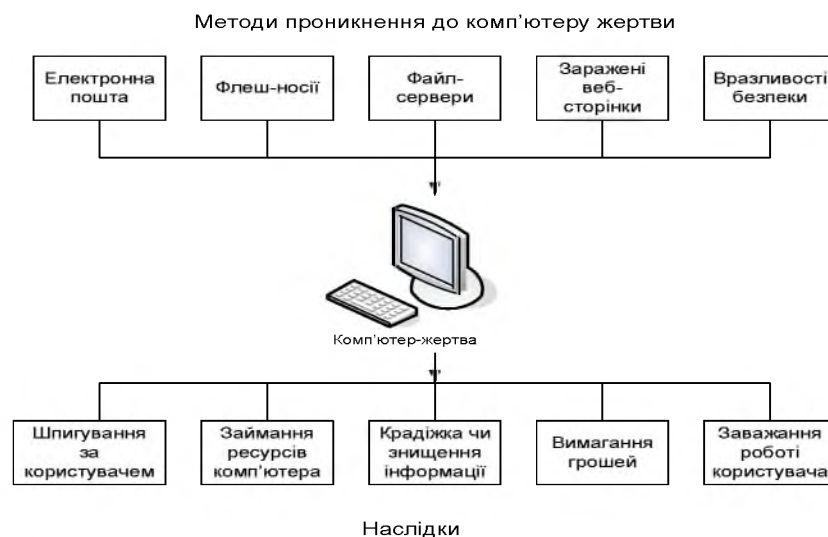 Методи проникнення до комп'ютеру жертви
Електронна
пошта
Флеш-носії
Файл-
сервери
Заражені
веб-
сторінки
Вразливості
безпеки
Комп'ютер-жертва
Шпигування
за
користувачем
Займання
ресурсів
комп'ютера
Крадіжка чи
знищення
інформації
Вимагання
грошей
Заважання
роботі
користувача
Наслідки